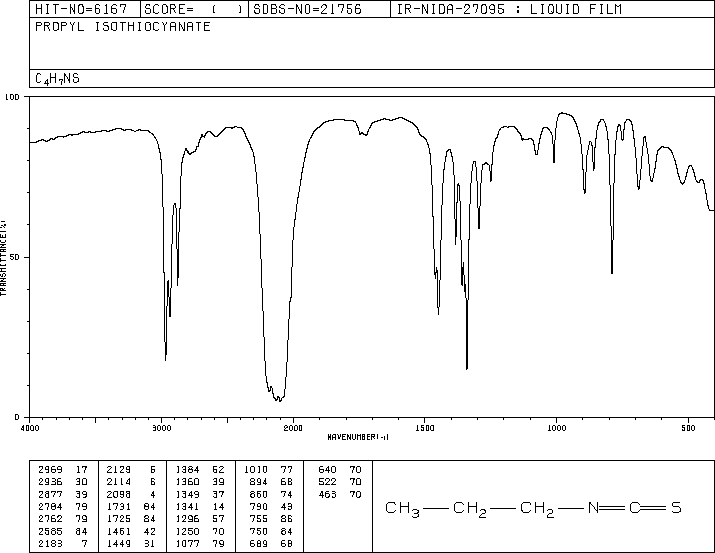 HIT-NO=6167 SCORE= ( ) SDBS-NO=21756 IR-NIDA-27095 : LIQUID FILM
PROPYL ISOTHIOCYANATE
C4H7NS
100
50
0
TRANSMITTANCE(%)
4000 3000 2000 1500 1000 500
WAVENUMBER(-1)
2969 17 2129 6 1384 52 1010 77 640 70
2936 30 2114 6 1360 39 894 68 522 70
2877 39 2098 4 1349 37 860 74 463 70
2784 79 1731 84 1341 14 790 43
2762 79 1725 84 1296 57 755 86
2585 84 1461 42 1250 70 750 84
2183 7 1449 31 1077 79 689 68
CH3 — CH2 — CH2 — N=C=S